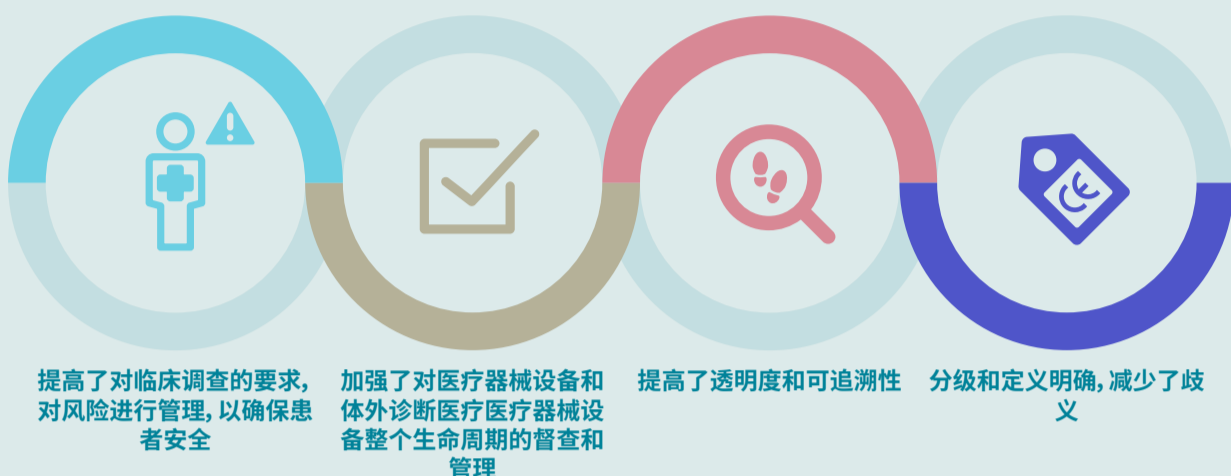 提高了对临床调查的要求,
对风险进行管理, 以确保患
者安全
加强了对医疗器械设备和
体外诊断医疗医疗器械设
备整个生命周期的督查和
管理
提高了透明度和可追溯性
分级和定义明确, 减少了歧
义
CE